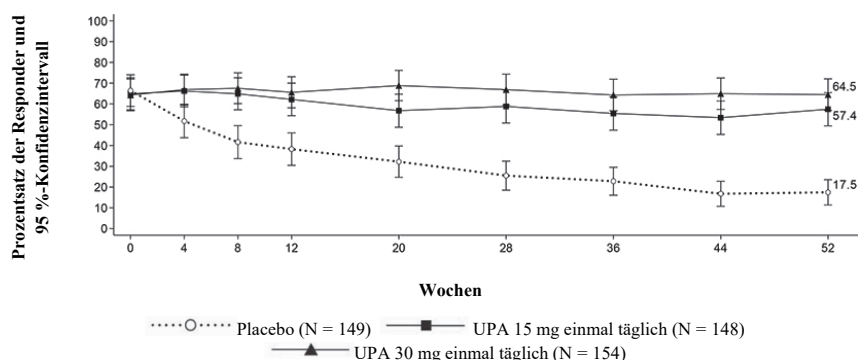 Prozentsatz der Responder und
95 %-Konfidenzintervall
100
90
80
70
60
50
40
30
20
10
0
64.5
57.4
17.5
0 4 8 12 20 28 36 44 52
Wochen
Placebo (N = 149) UPA 15 mg einmal täglich (N = 148)
UPA 30 mg einmal täglich (N = 154)